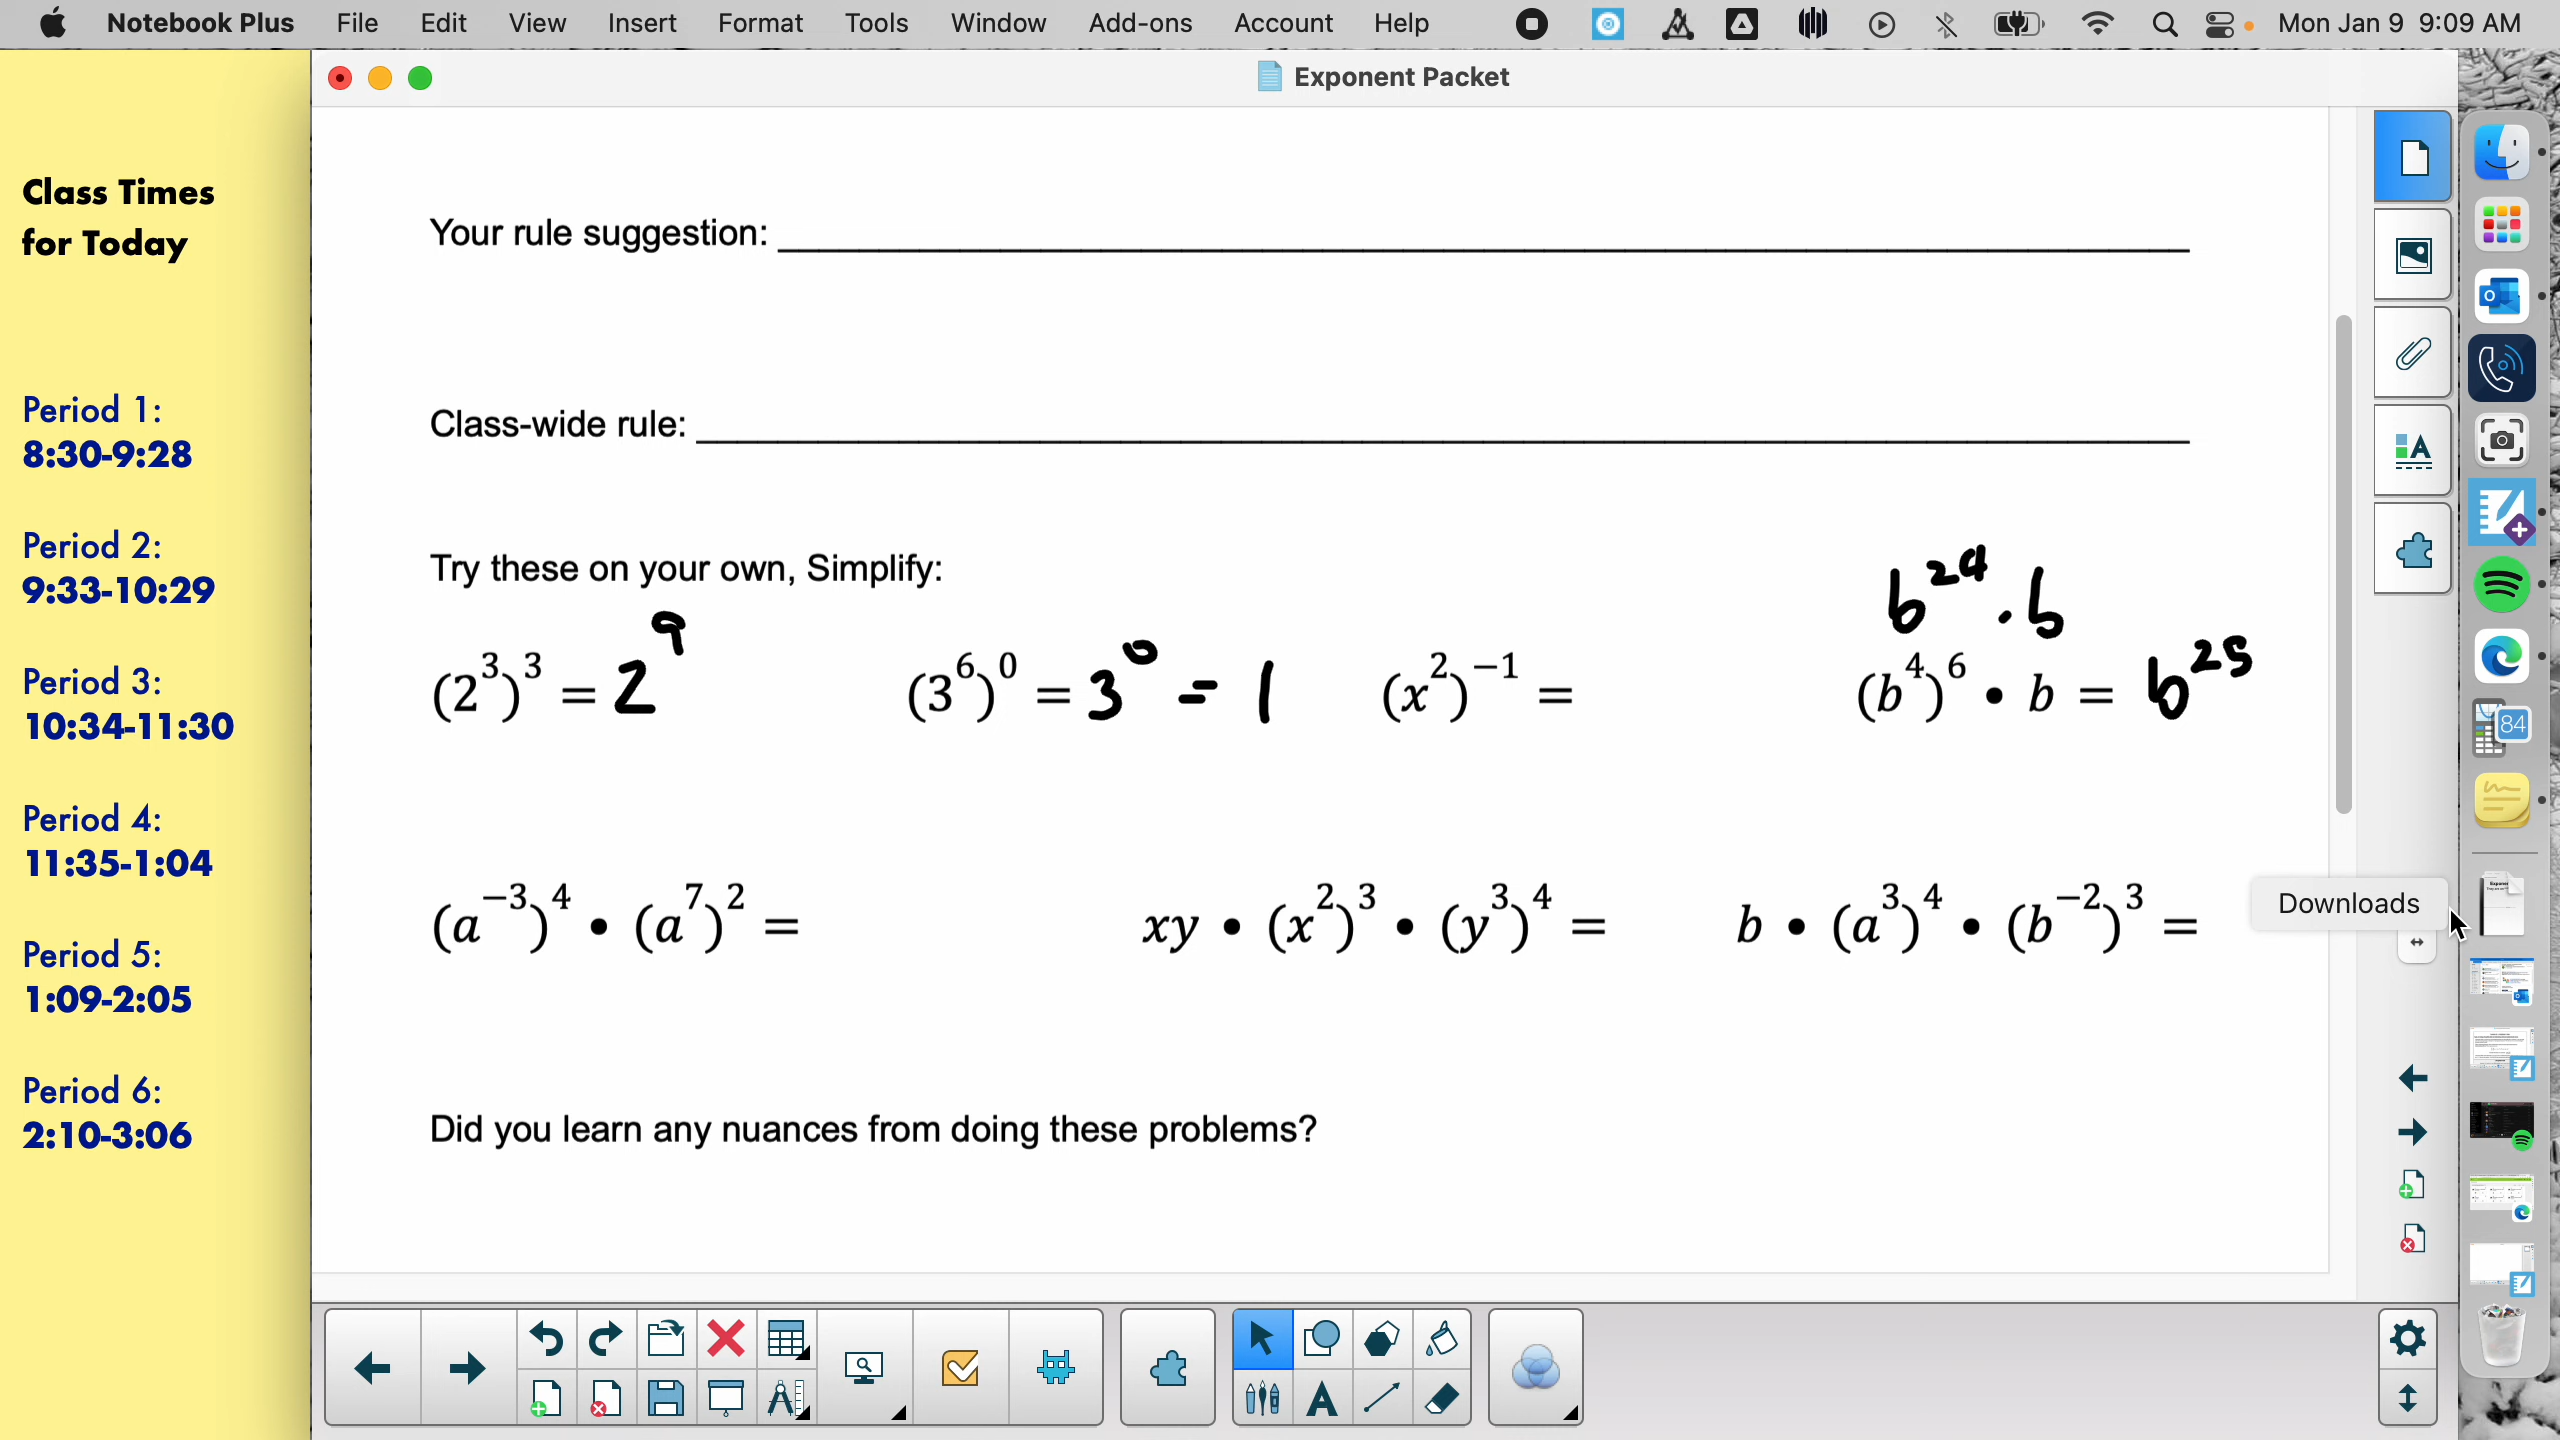 Notebook Plus File Edit View Insert Format Tools Window Add-ons Account Help Mon Jan 9 9:09 AM
Exponent Packet
Class Times
for Today
Period 1:
8:30-9:28
Period 2:
9:33-10:29
Period 3:
10:34-11:30
Period 4:
11:35-1:04
Period 5:
1:09-2:05
Period 6:
2:10-3:06
Your rule suggestion:
Class-wide rule:
Try these on your own, Simplify:
b²⁴ · b
(2³)³ = 2⁹
(3⁶)⁰ = 3⁰ = 1
(x²)⁻¹ =
(b⁴)⁶ • b = b²⁵
(a⁻³)⁴ • (a⁷)² =
xy • (x²)³ • (y³)⁴ =
b • (a³)⁴ • (b⁻²)³ =
Did you learn any nuances from doing these problems?
Downloads
84